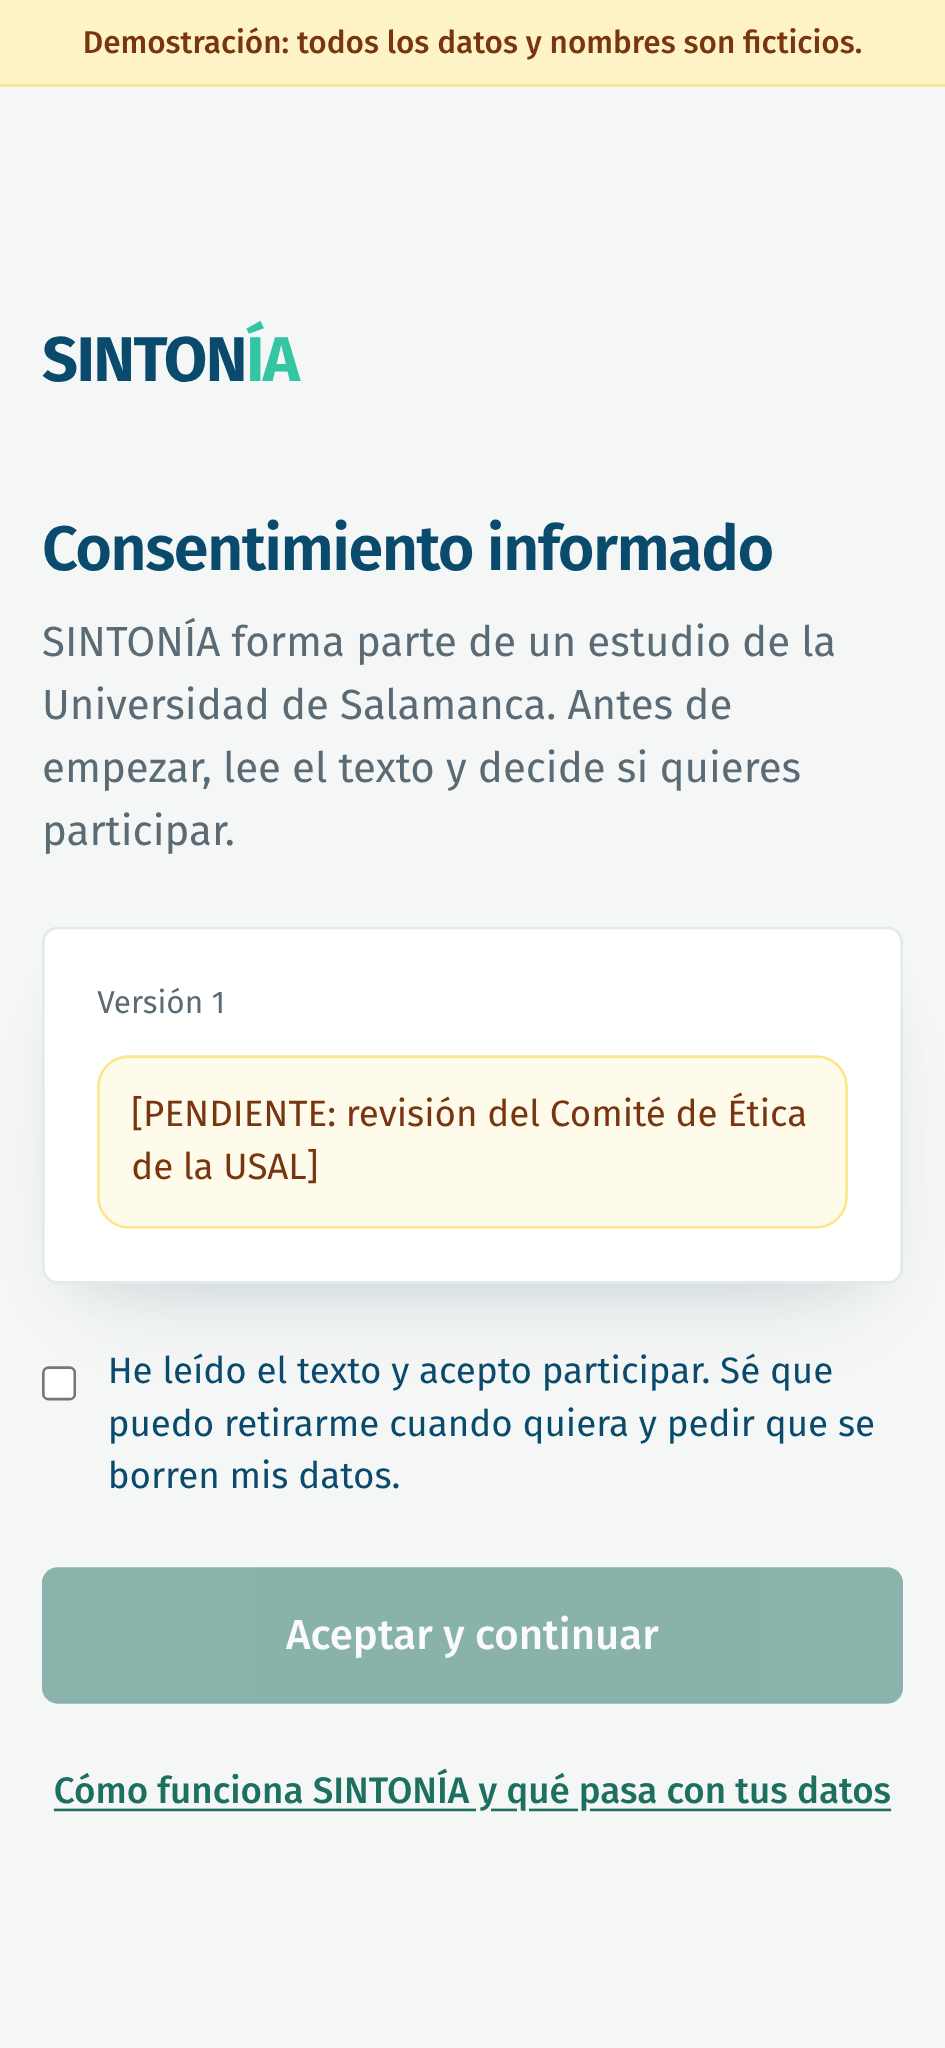 Demostración: todos los datos y nombres son ficticios.
SINTONÍA
Consentimiento informado
SINTONÍA forma parte de un estudio de la
Universidad de Salamanca. Antes de
empezar, lee el texto y decide si quieres
participar.
Versión 1
[PENDIENTE: revisión del Comité de Ética
de la USAL]
He leído el texto y acepto participar. Sé que
puedo retirarme cuando quiera y pedir que se
borren mis datos.
Aceptar y continuar
Cómo funciona SINTONÍA y qué pasa con tus datos